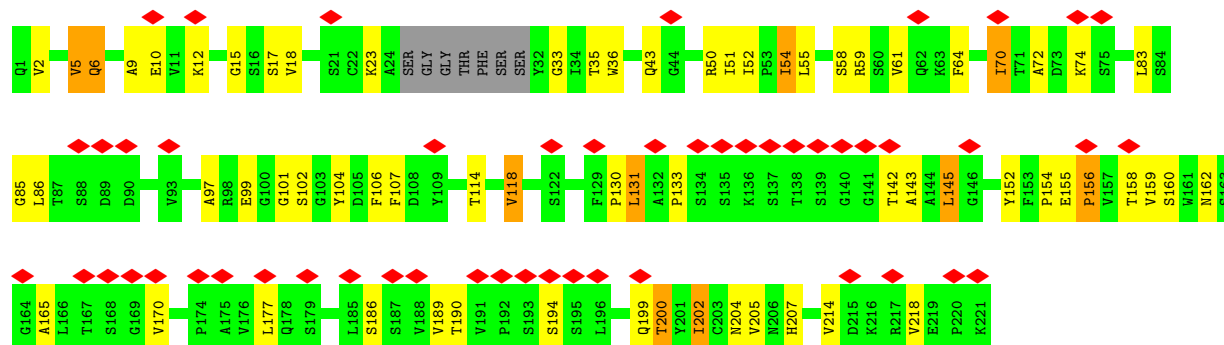 Q1 V2 V5 Q6 A9 E10 V11 K12 G15 S16 S17 V18 S21 C22 K23 A24 SER GLY GLY THR PHE SER SER Y32 G33 I34 T35 W36 Q43 G44 R50 I51 I52 P53 I54 L55 S58 R59 S60 V61 Q62 K63 F64 I70 T71 A72 D73 K74 S75 L83 S84
G85 L86 T87 S88 D89 D90 V93 A97 R98 E99 G100 G101 S102 G103 Y104 D105 F106 F107 D108 Y109 T114 V118 S122 F129 P130 L131 A132 P133 S134 S135 K136 S137 T138 S139 G140 G141 T142 A143 A144 L145 G146 Y152 F153 P154 E155 P156 V157 T158 V159 S160 W161 N162 S163
G164 A165 L166 T167 S168 G169 V170 P174 A175 V176 L177 Q178 S179 L185 S186 S187 V188 V189 T190 V191 P192 S193 S194 S195 L196 Q199 T200 Y201 I202 C203 N204 V205 N206 H207 V214 D215 K216 R217 V218 E219 P220 K221